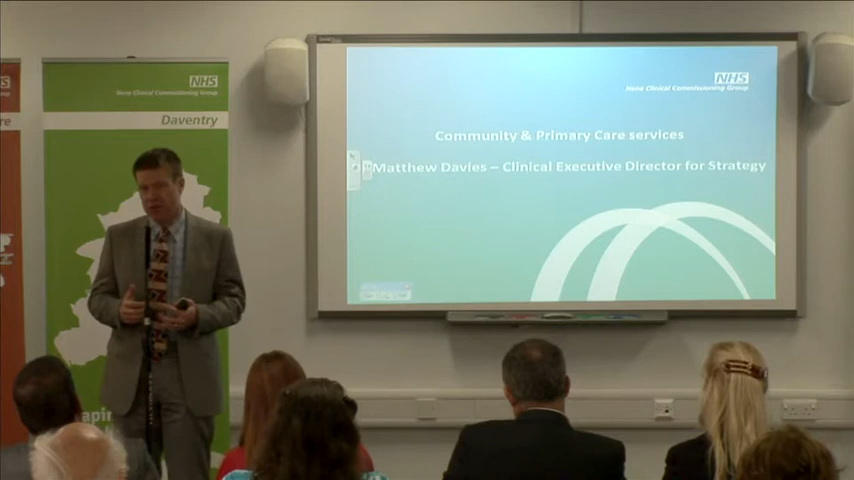 NHS
Nene Clinical Commissioning Group
Daventry
NHS
Nene Clinical Commissioning Group
Community & Primary Care services
Matthew Davies – Clinical Executive Director for Strategy